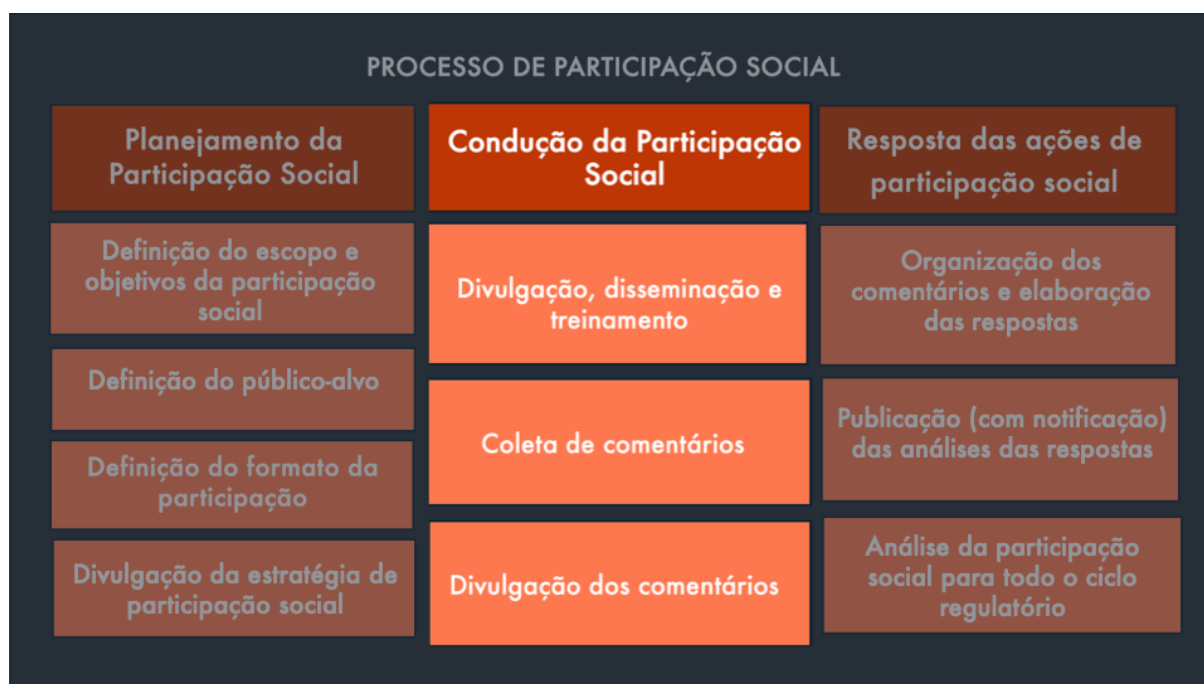 PROCESSO DE PARTICIPAÇÃO SOCIAL
Planejamento da
Participação Social
Definição do escopo e
objetivos da participação
social
Definição do público-alvo
Definição do formato da
participação
Divulgação da estratégia de
participação social
Condução da Participação
Social
Divulgação, disseminação e
treinamento
Coleta de comentários
Divulgação dos comentários
Resposta das ações de
participação social
Organização dos
comentários e elaboração
das respostas
Publicação (com notificação)
das análises das respostas
Análise da participação
social para todo o ciclo
regulatório